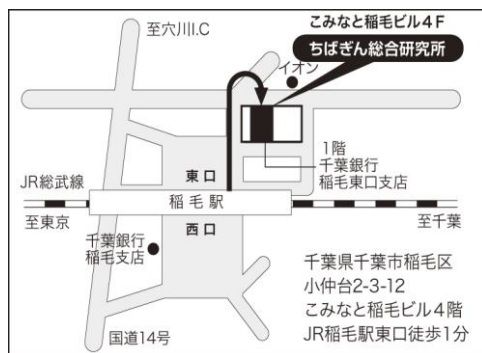 こみなと稲毛ビル4F
ちばぎん総合研究所
至穴川I.C
イオン
1階
千葉銀行
稲毛東口支店
東口
JR総武線
稲毛駅
至東京
至千葉
西口
千葉銀行
稲毛支店
国道14号
千葉県千葉市稲毛区
小仲台2-3-12
こみなと稲毛ビル4階
JR稲毛駅東口徒歩1分